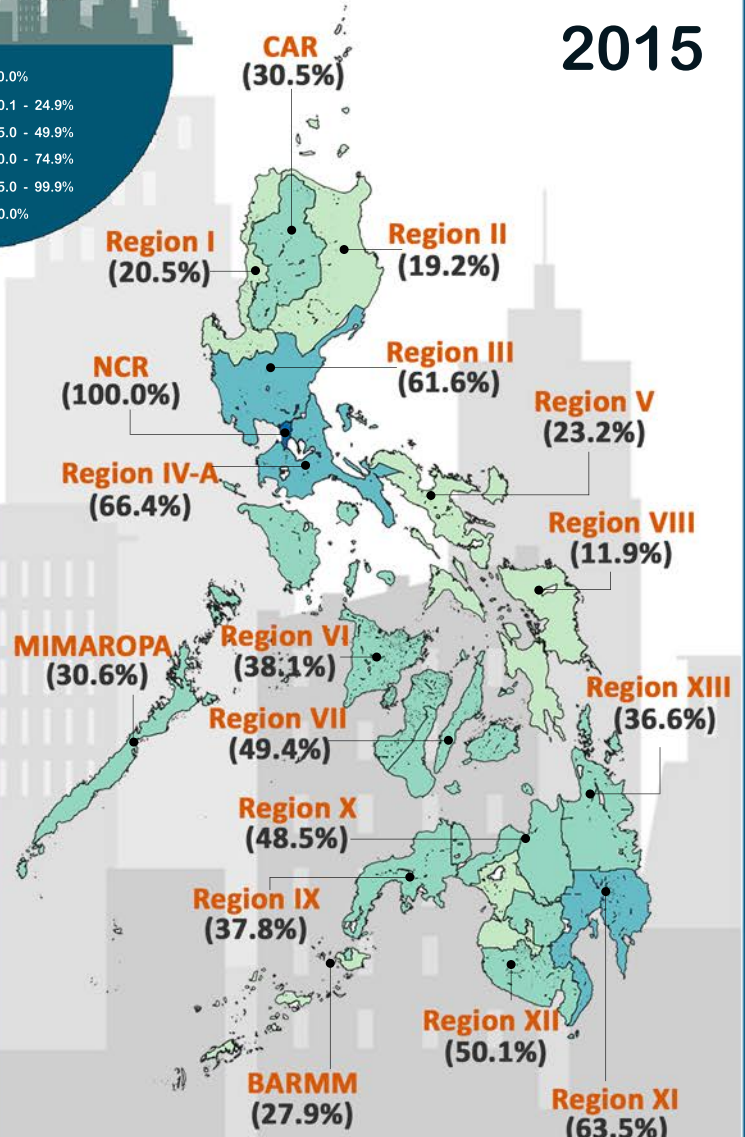 2015
0.0%
0.1 - 24.9%
5.0 - 49.9%
0.0 - 74.9%
5.0 - 99.9%
0.0%
CAR
(30.5%)
Region I
(20.5%)
Region II
(19.2%)
Region III
(61.6%)
NCR
(100.0%)
Region IV-A
(66.4%)
Region V
(23.2%)
Region VIII
(11.9%)
MIMAROPA
(30.6%)
Region VI
(38.1%)
Region VII
(49.4%)
Region XIII
(36.6%)
Region X
(48.5%)
Region IX
(37.8%)
Region XII
(50.1%)
BARMM
(27.9%)
Region XI
(63.5%)